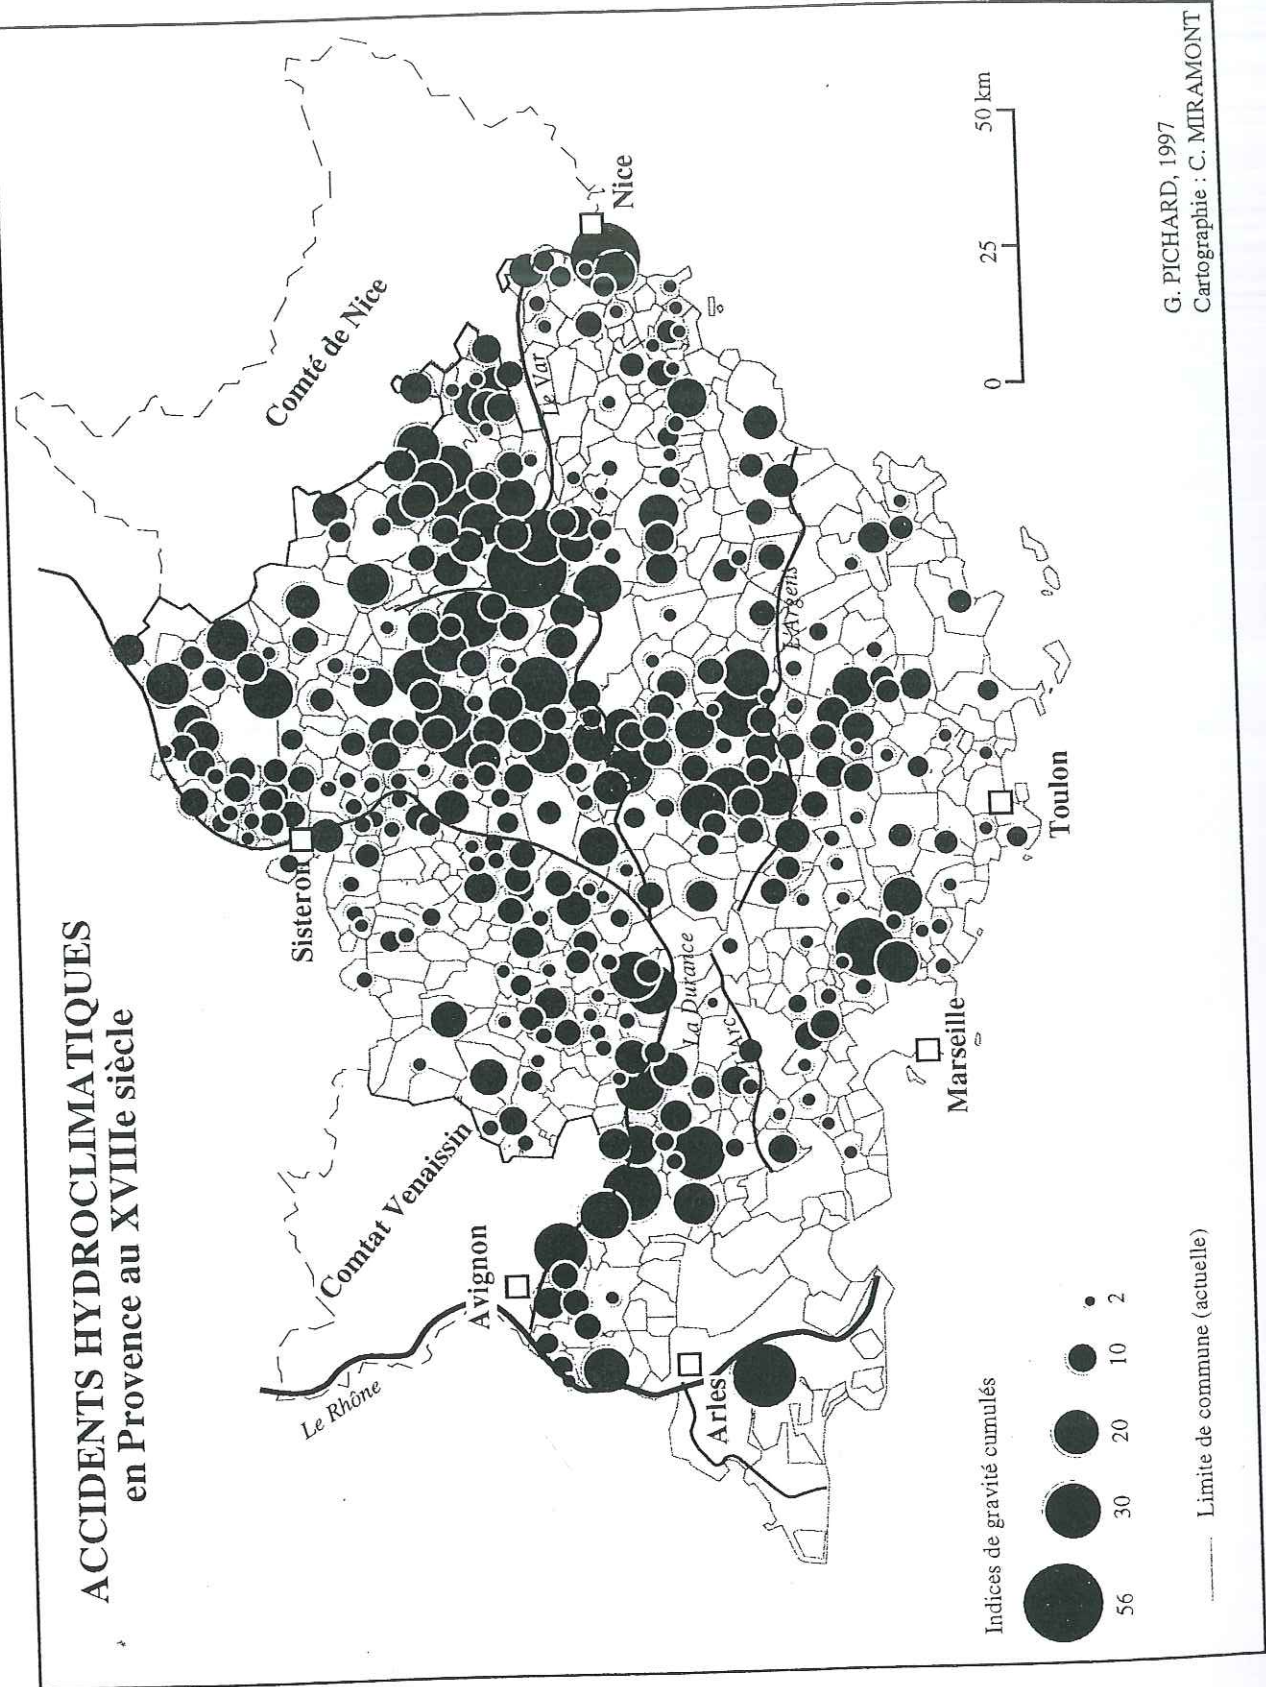 ACCIDENTS HYDROCLIMATIQUES
en Provence au XVIIIe siècle
Comté de Nice
Nice
Le Var
Sisteron
Comtat Venaissin
Avignon
Le Rhône
La Durance
L'Argens
Arc
Arles
Marseille
Toulon
0 25 50 km
Indices de gravité cumulés
56 30 20 10 2
Limite de commune (actuelle)
G. PICHARD, 1997
Cartographie : C. MIRAMONT